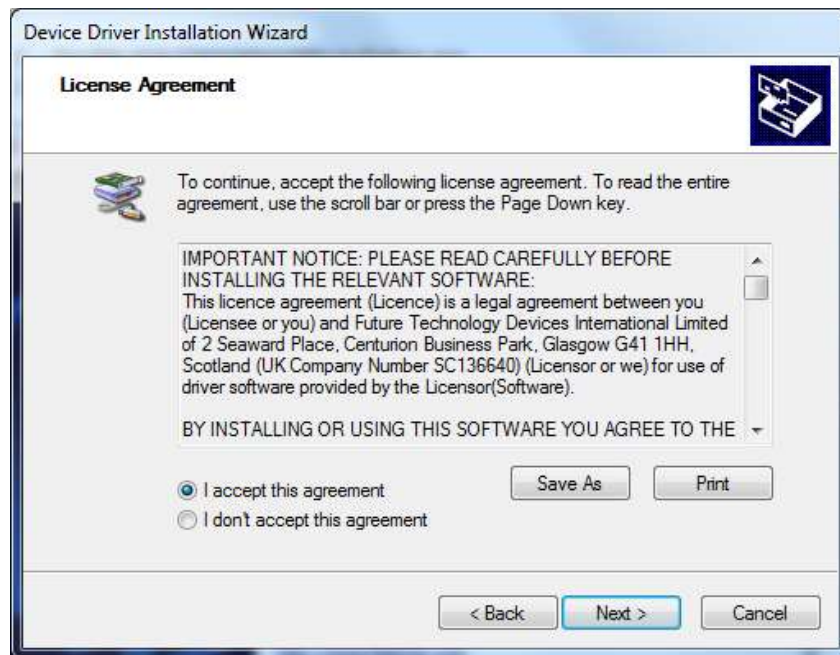 Device Driver Installation Wizard
License Agreement
To continue, accept the following license agreement. To read the entire
agreement, use the scroll bar or press the Page Down key.
IMPORTANT NOTICE: PLEASE READ CAREFULLY BEFORE
INSTALLING THE RELEVANT SOFTWARE:
This licence agreement (Licence) is a legal agreement between you
(Licensee or you) and Future Technology Devices International Limited
of 2 Seaward Place, Centurion Business Park, Glasgow G41 1HH,
Scotland (UK Company Number SC136640) (Licensor or we) for use of
driver software provided by the Licensor(Software).
BY INSTALLING OR USING THIS SOFTWARE YOU AGREE TO THE
I accept this agreement
Save As
Print
I don't accept this agreement
< Back
Next >
Cancel